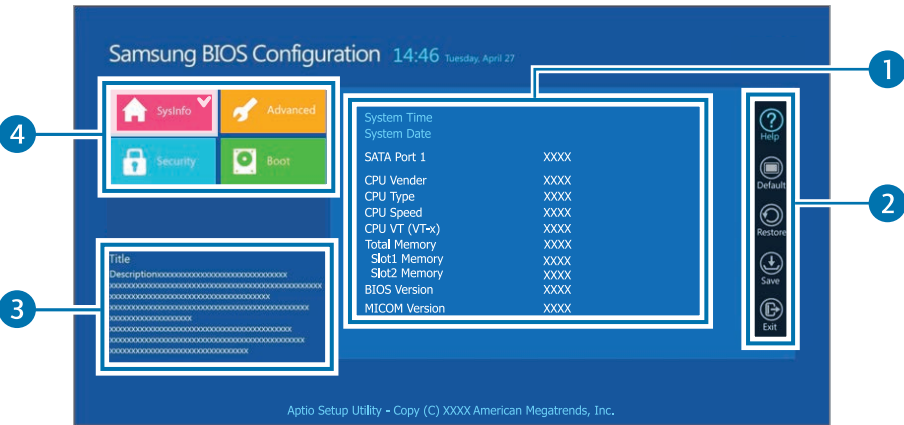 Samsung BIOS Configuration 14:46 Tuesday, April 27
1
4
SysInfo Advanced
Security Boot
System Time
System Date
SATA Port 1 XXXX
CPU Vender XXXX
CPU Type XXXX
CPU Speed XXXX
CPU VT (VT-x) XXXX
Total Memory XXXX
Slot1 Memory XXXX
Slot2 Memory XXXX
BIOS Version XXXX
MICOM Version XXXX
?
Help
Default
Restore
Save
Exit
2
3
Title
Descriptionxxxxxxxxxxxxxxxxxxxxxxxxxxxxx
Aptio Setup Utility - Copy (C) XXXX American Megatrends, Inc.